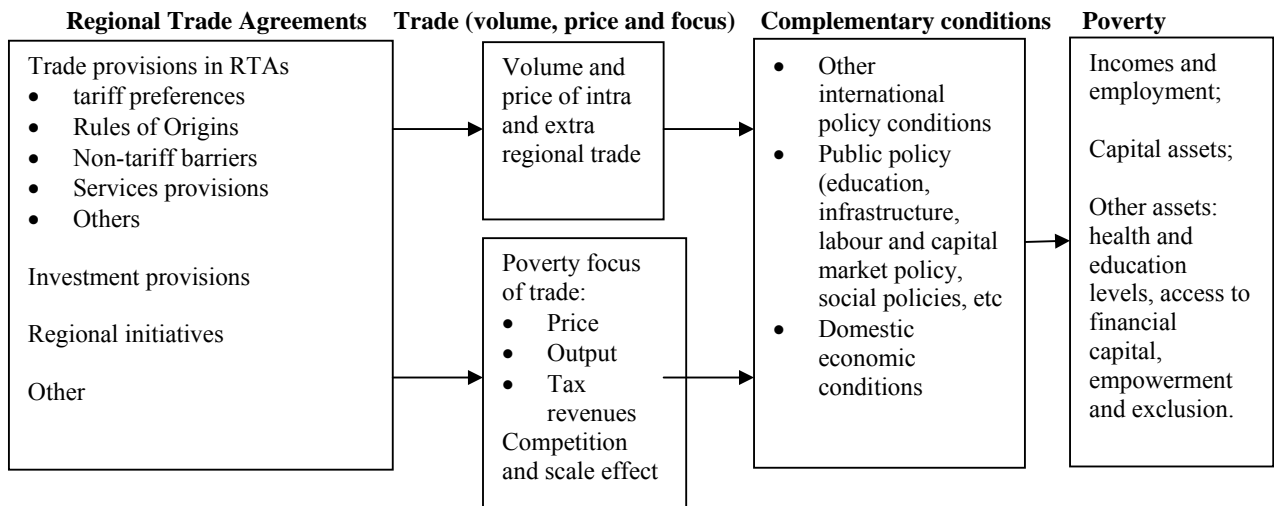 Regional Trade Agreements
Trade (volume, price and focus)
Complementary conditions
Poverty
Trade provisions in RTAs
• tariff preferences
• Rules of Origins
• Non-tariff barriers
• Services provisions
• Others
Investment provisions
Regional initiatives
Other
Volume and
price of intra
and extra
regional trade
Poverty focus
of trade:
• Price
• Output
• Tax
revenues
Competition
and scale effect
• Other
international
policy conditions
• Public policy
(education,
infrastructure,
labour and capital
market policy,
social policies, etc
• Domestic
economic
conditions
Incomes and
employment;
Capital assets;
Other assets:
health and
education
levels, access to
financial
capital,
empowerment
and exclusion.